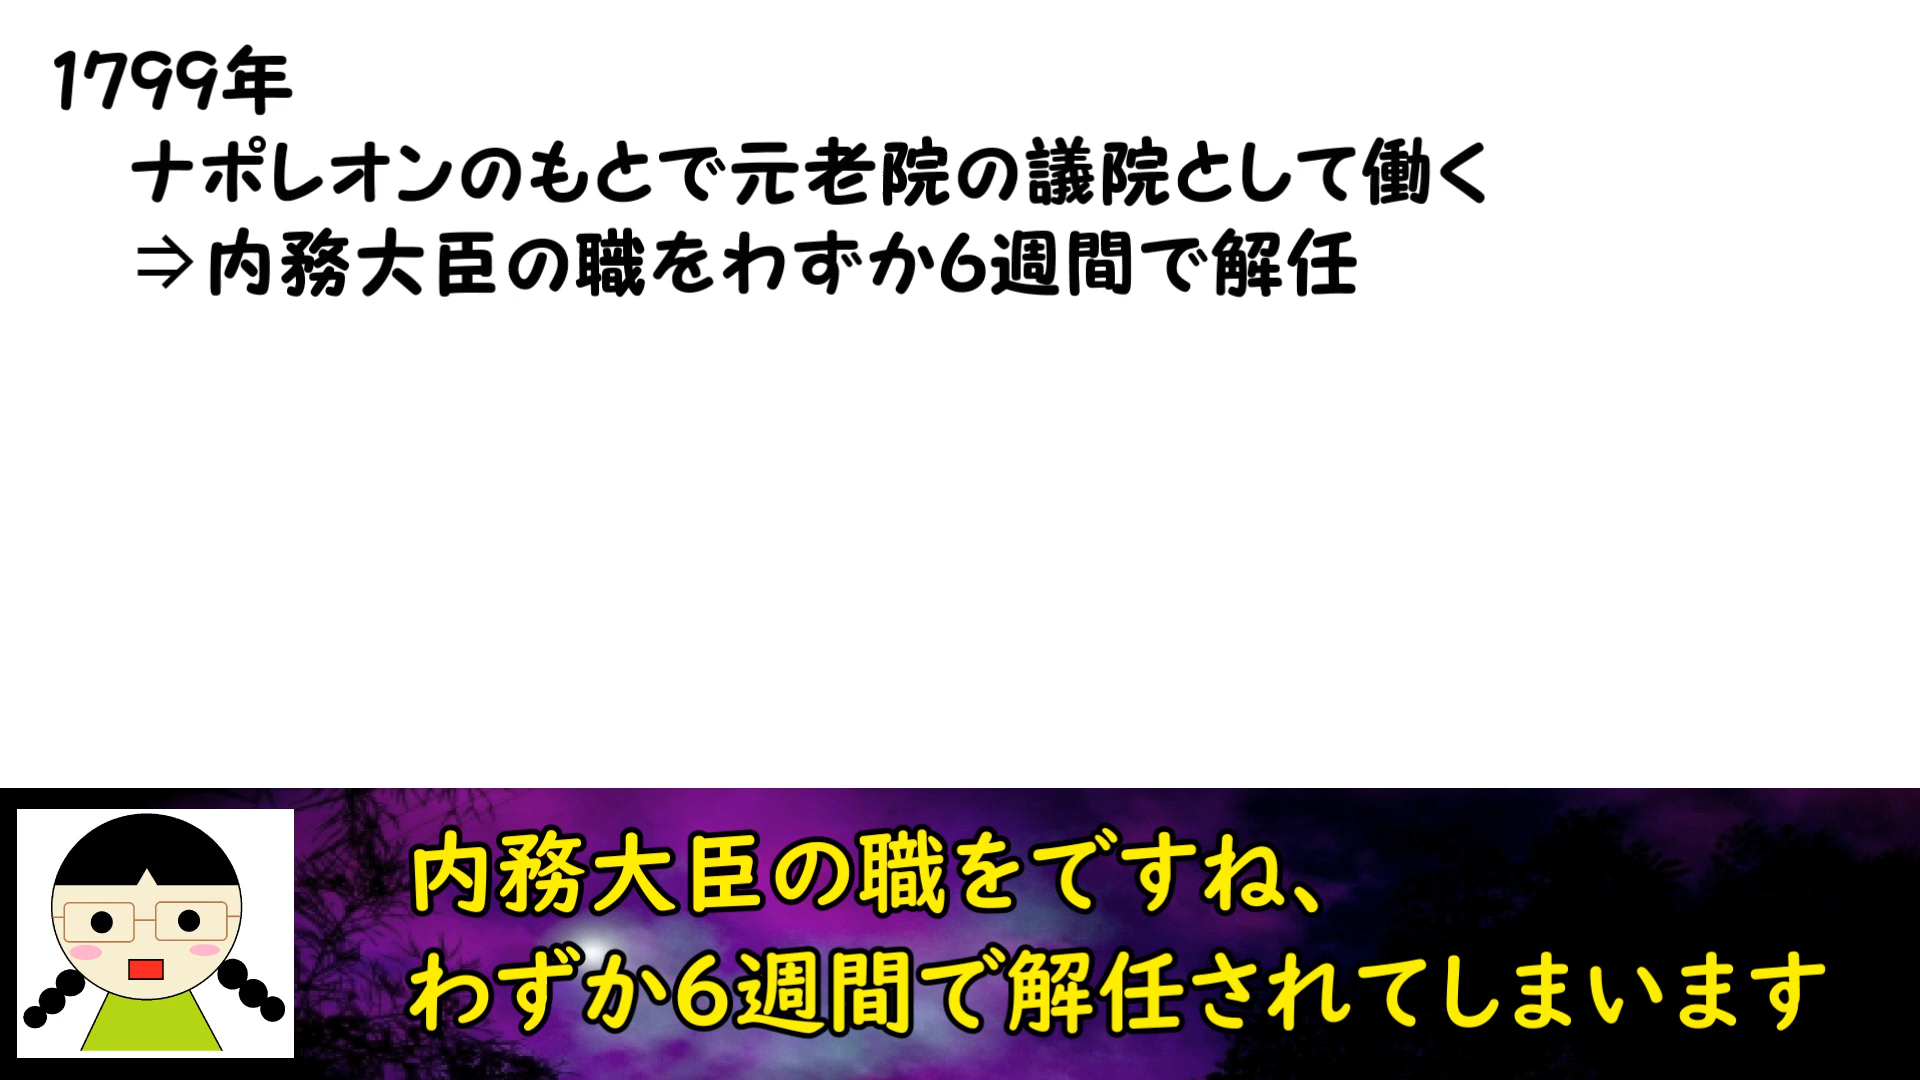 1799年
ナポレオンのもとで元老院の議院として働く
⇒内務大臣の職をわずか6週間で解任
内務大臣の職をですね、
わずか6週間で解任されてしまいます